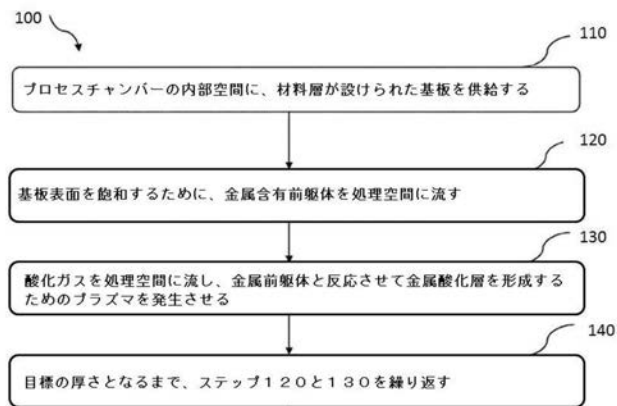 100
110
プロセスチャンバーの内部空間に、材料層が設けられた基板を供給する
120
基板表面を飽和するために、金属含有前躯体を処理空間に流す
130
酸化ガスを処理空間に流し、金属前躯体と反応させて金属酸化層を形成する
ためのプラズマを発生させる
140
目標の厚さとなるまで、ステップ１２０と１３０を繰り返す